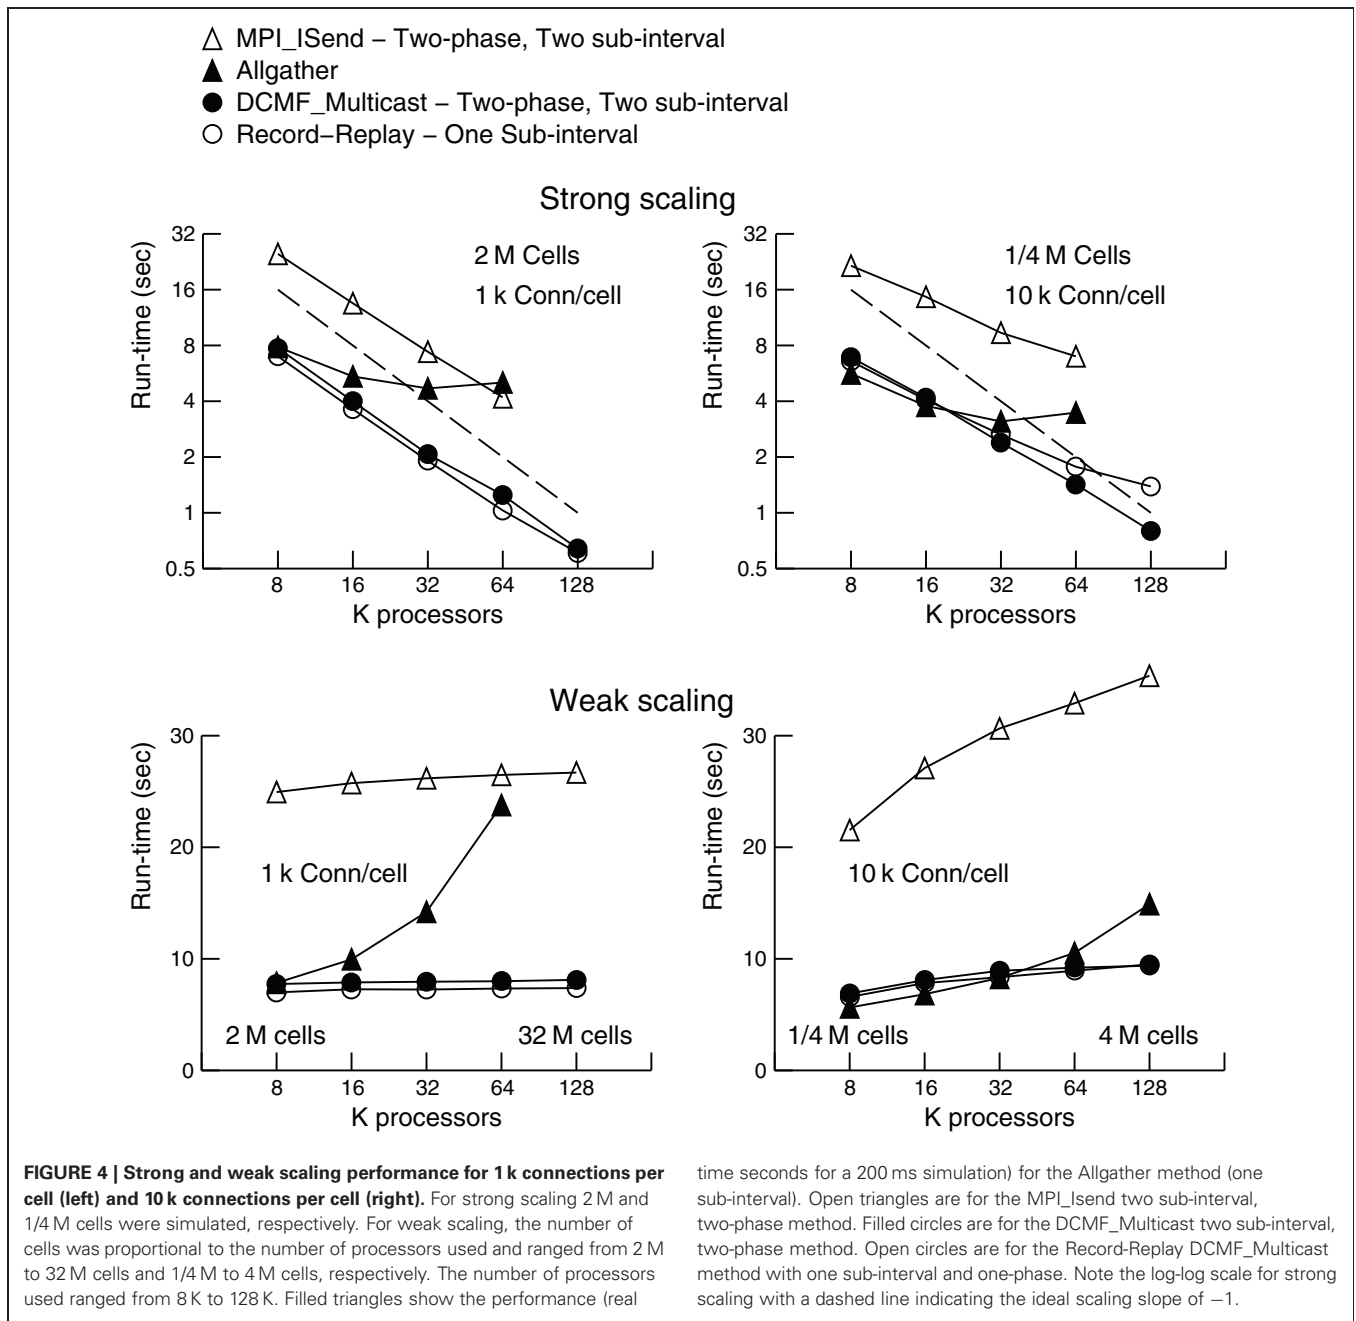 MPI_ISend – Two-phase, Two sub-interval
Allgather
DCMF_Multicast – Two-phase, Two sub-interval
Record–Replay – One Sub-interval
Strong scaling
Run-time (sec)
32
16
8
4
2
1
0.5
2 M Cells
1 k Conn/cell
8 16 32 64 128
K processors
Run-time (sec)
32
16
8
4
2
1
0.5
1/4 M Cells
10 k Conn/cell
8 16 32 64 128
K processors
Weak scaling
Run-time (sec)
30
20
10
0
1 k Conn/cell
2 M cells 32 M cells
8 16 32 64 128
K processors
Run-time (sec)
30
20
10
0
10 k Conn/cell
1/4 M cells 4 M cells
8 16 32 64 128
K processors
FIGURE 4 | Strong and weak scaling performance for 1 k connections per
cell (left) and 10 k connections per cell (right). For strong scaling 2 M and
1/4 M cells were simulated, respectively. For weak scaling, the number of
cells was proportional to the number of processors used and ranged from 2 M
to 32 M cells and 1/4 M to 4 M cells, respectively. The number of processors
used ranged from 8 K to 128 K. Filled triangles show the performance (real
time seconds for a 200 ms simulation) for the Allgather method (one
sub-interval). Open triangles are for the MPI_Isend two sub-interval,
two-phase method. Filled circles are for the DCMF_Multicast two sub-interval,
two-phase method. Open circles are for the Record-Replay DCMF_Multicast
method with one sub-interval and one-phase. Note the log-log scale for strong
scaling with a dashed line indicating the ideal scaling slope of −1.